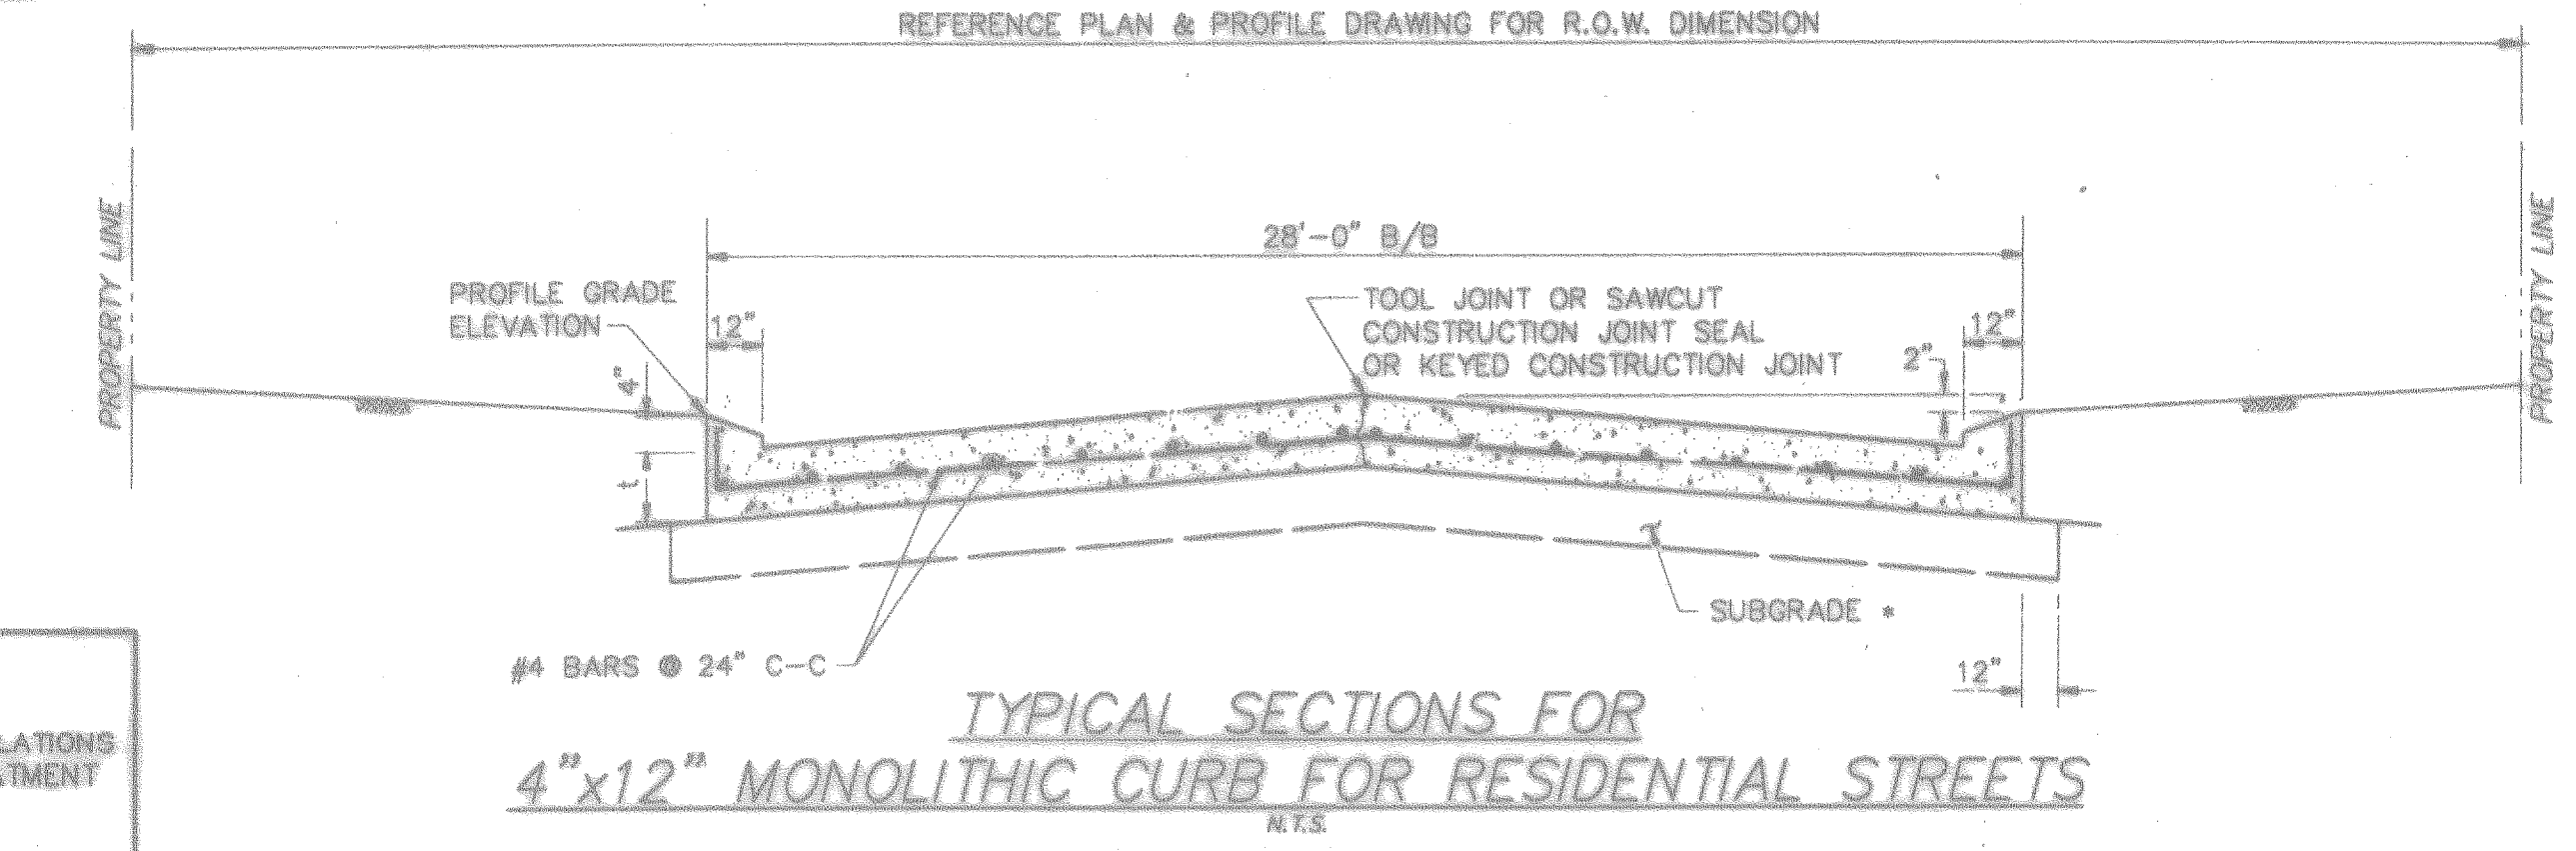 REFERENCE PLAN & PROFILE DRAWING FOR R.O.W. DIMENSION
PROPERTY LINE
PROPERTY LINE
28'-0" B/B
PROFILE GRADE
ELEVATION
12"
TOOL JOINT OR SAWCUT
CONSTRUCTION JOINT SEAL
OR KEYED CONSTRUCTION JOINT
12"
2"
4"
t
SUBGRADE *
#4 BARS @ 24" C-C
12"
TYPICAL SECTIONS FOR
4"x12" MONOLITHIC CURB FOR RESIDENTIAL STREETS
N.T.S.
LATIONS
ATMENT